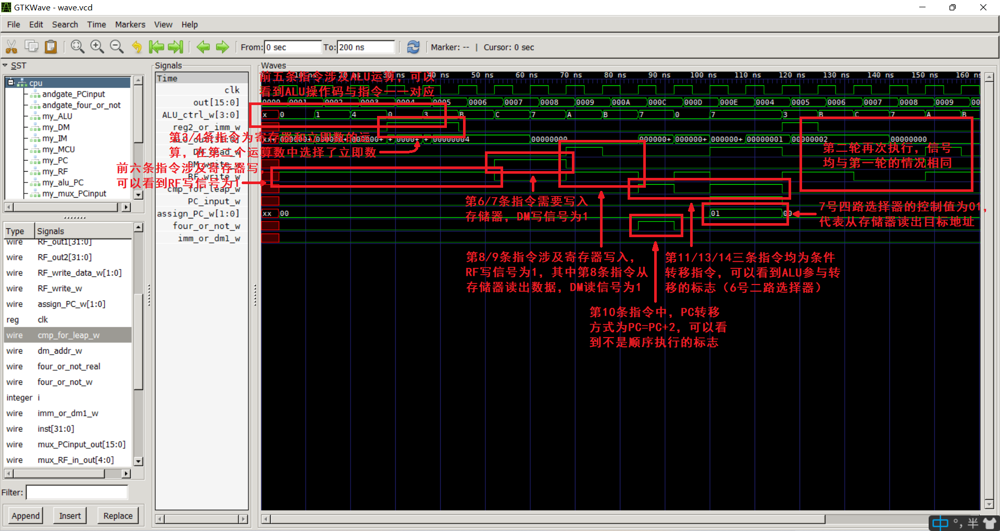 GTKWave - wave.vcd
File Edit Search Time Markers View Help
From: 0 sec To: 200 ns Marker: -- | Cursor: 0 sec
SST
cpu
andgate_PCinput
andgate_four_or_not
my_ALU
my_DM
my_IM
my_MCU
my_PC
my_RF
my_alu_PC
my_mux_PCinput
Type Signals
wire RF_out1[31:0]
wire RF_out2[31:0]
wire RF_write_data_w[1:0]
wire RF_write_w
wire assign_PC_w[1:0]
reg clk
wire cmp_for_leap_w
wire dm_addr_w
wire four_or_not_real
wire four_or_not_w
integer i
wire imm_or_dm1_w
wire inst[31:0]
wire mux_PCinput_out[15:0]
wire mux_RF_in_out[4:0]
Filter:
Append Insert Replace
Signals
Time
clk
out[15:0]
ALU_ctrl_w[3:0]
reg2_or_imm_w
DM_write_w
RF_write_w
cmp_for_leap_w
PC_input_w
assign_PC_w[1:0]
four_or_not_w
imm_or_dm1_w
Waves
50 ns 60 ns 70 ns 80 ns 90 ns 100 ns 110 ns 120 ns 130 ns 140 ns 150 ns 160 ns
0006 0007 0008 0009 000A 000C 000D 000E 0004 0005 0006 0007 0008 0009 00
x 0 1 4 0 3 B C 7 A B 7 0 7 3 B C 7 A B
00000004 00000000 000000+ 000000+ 000000+ 00000001 00000002 00000000
xx 00 01 00
前五条指令涉及ALU运算，可以
看到ALU操作码与指令一一对应
第3/4条指令为寄存器和立即数的运
算，在第二个运算数中选择了立即数
前六条指令涉及寄存器写，
可以看到RF写信号为1
第6/7条指令需要写入
存储器，DM写信号为1
第8/9条指令涉及寄存器写入，
RF写信号为1，其中第8条指令从
存储器读出数据，DM读信号为1
第10条指令中，PC转移
方式为PC=PC+2，可以看
到不是顺序执行的标志
第11/13/14三条指令均为条件
转移指令，可以看到ALU参与转
移的标志（6号二路选择器）
7号四路选择器的控制值为01，
代表从存储器读出目标地址
第二轮再次执行，信号
均与第一轮的情况相同
中 °, 半